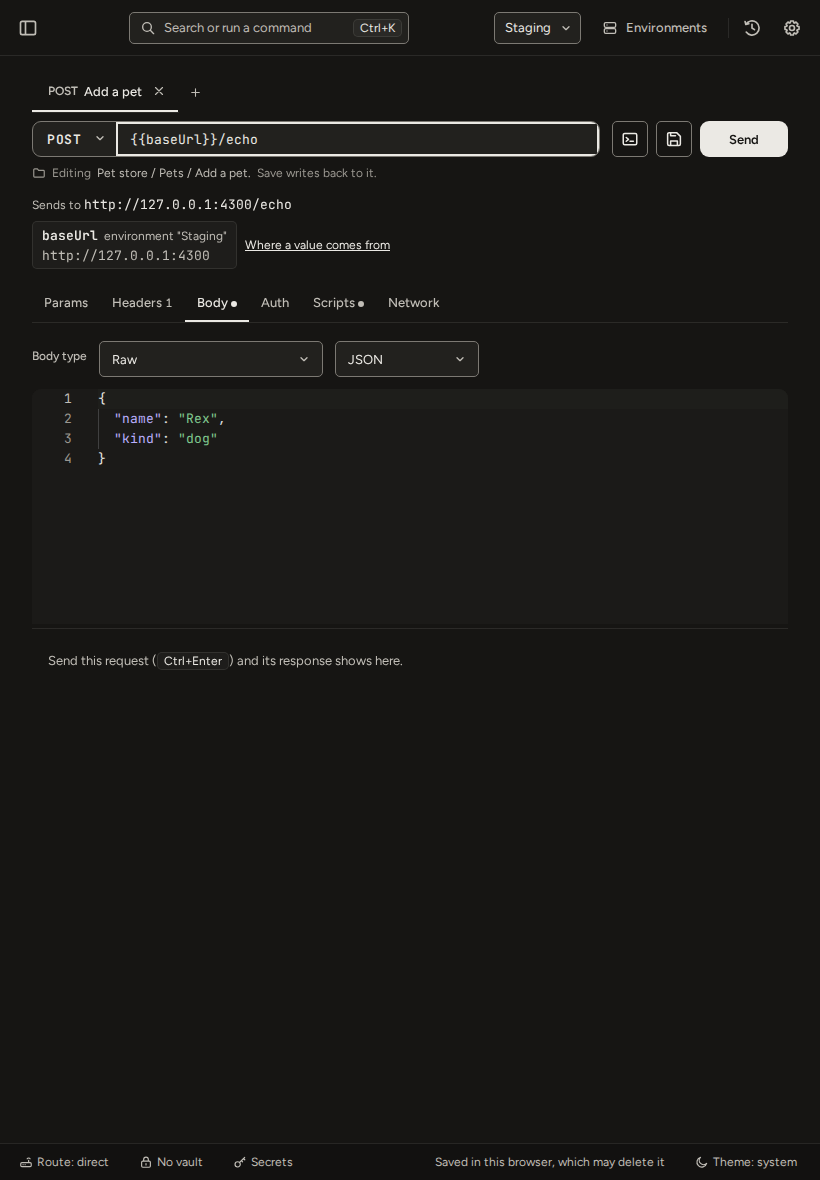 Search or run a command Ctrl+K Staging Environments
POST Add a pet
POST {{baseUrl}}/echo Send
Editing Pet store / Pets / Add a pet. Save writes back to it.
Sends to http://127.0.0.1:4300/echo
baseUrl environment "Staging"
http://127.0.0.1:4300
Where a value comes from
Params Headers 1 Body Auth Scripts Network
Body type Raw JSON
1 {
2 "name": "Rex",
3 "kind": "dog"
4 }
Send this request (Ctrl+Enter) and its response shows here.
Route: direct No vault Secrets Saved in this browser, which may delete it Theme: system